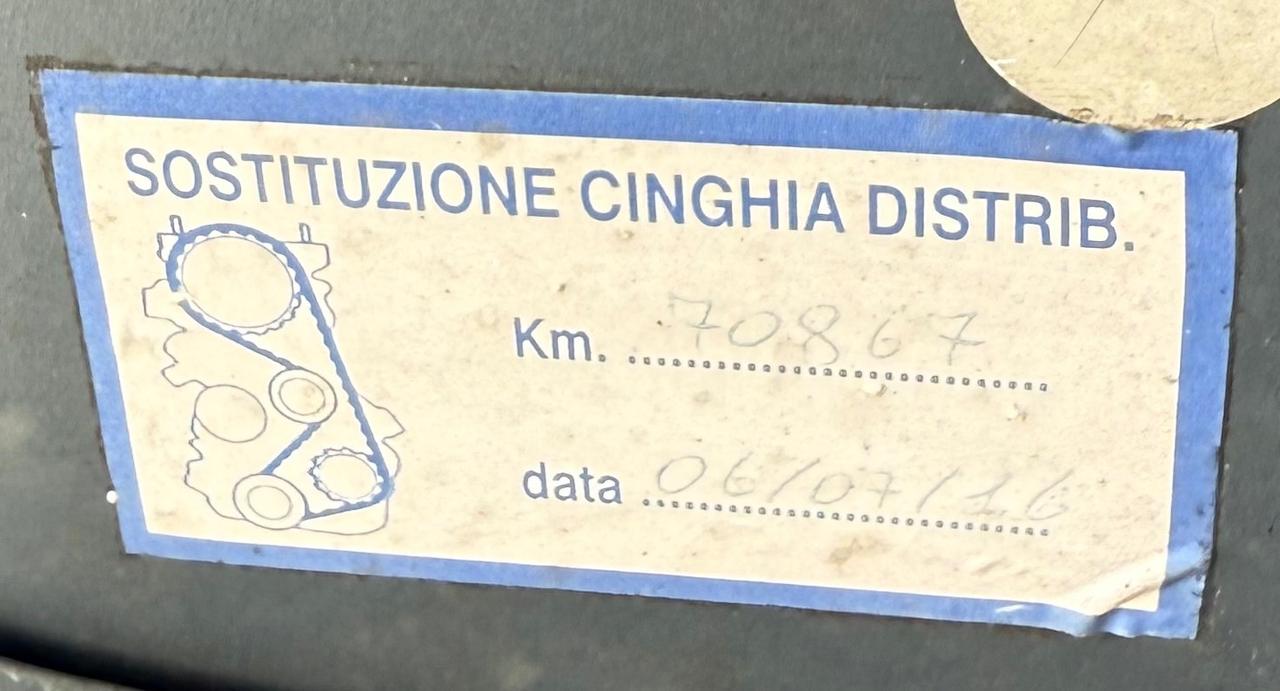 SOSTITUZIONE CINGHIA DISTRIB.
Km. 70867
data 06/07/16